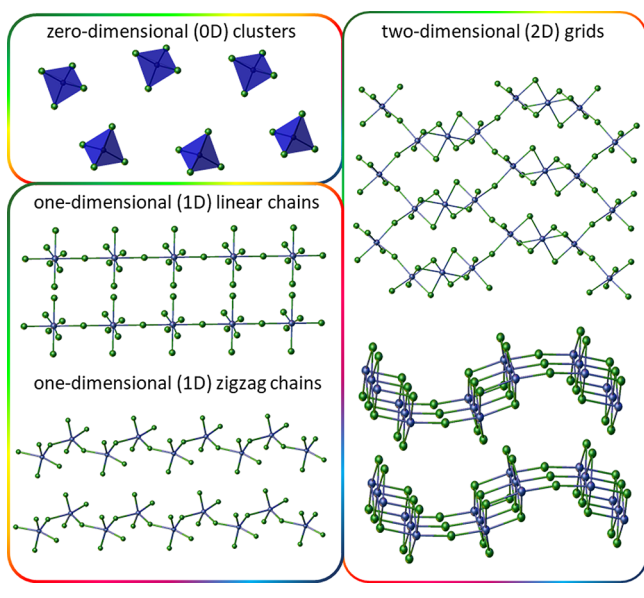 zero-dimensional (0D) clusters
one-dimensional (1D) linear chains
one-dimensional (1D) zigzag chains
two-dimensional (2D) grids